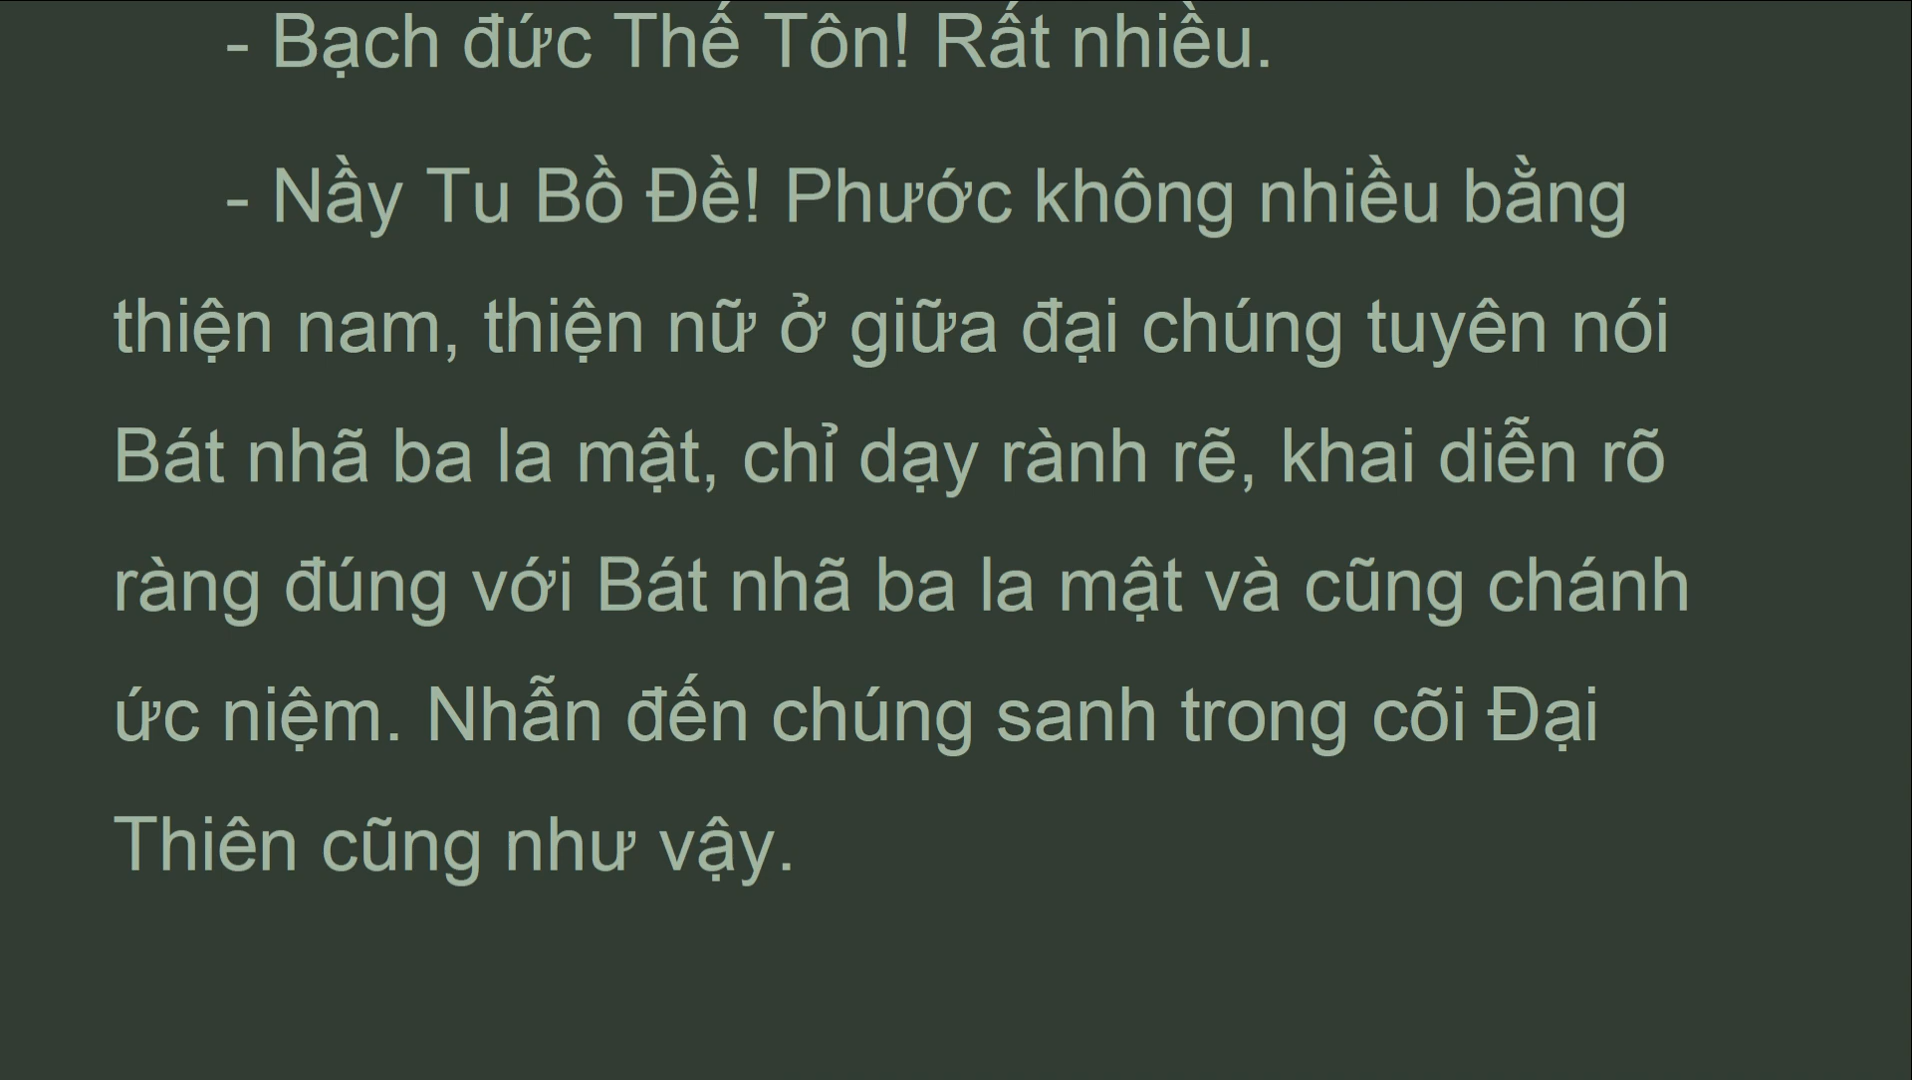 - Bạch đức Thế Tôn! Rất nhiều.
- Nầy Tu Bồ Đề! Phước không nhiều bằng
thiện nam, thiện nữ ở giữa đại chúng tuyên nói
Bát nhã ba la mật, chỉ dạy rành rẽ, khai diễn rõ
ràng đúng với Bát nhã ba la mật và cũng chánh
ức niệm. Nhẫn đến chúng sanh trong cõi Đại
Thiên cũng như vậy.